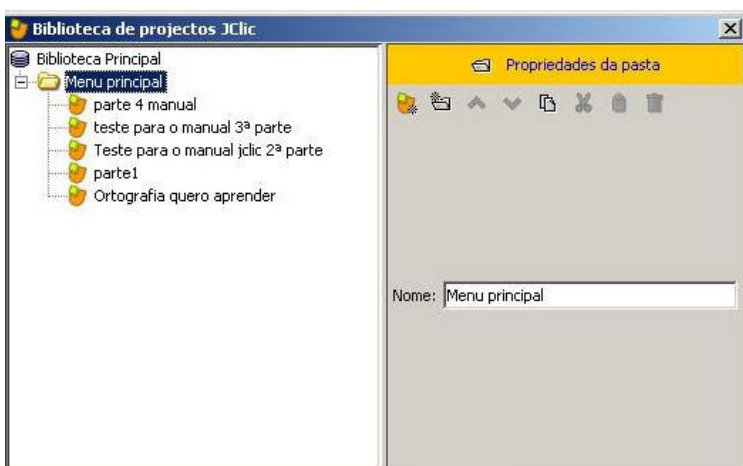 Biblioteca de projectos JClic
Biblioteca Principal
Menu principal
parte 4 manual
teste para o manual 3ª parte
Teste para o manual jclic 2ª parte
parte1
Ortografia quero aprender
Propriedades da pasta
Nome: Menu principal